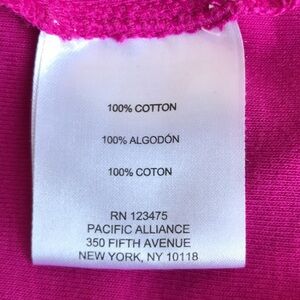 100% COTTON
100% ALGODÓN
100% COTON
RN 123475
PACIFIC ALLIANCE
350 FIFTH AVENUE
NEW YORK, NY 10118